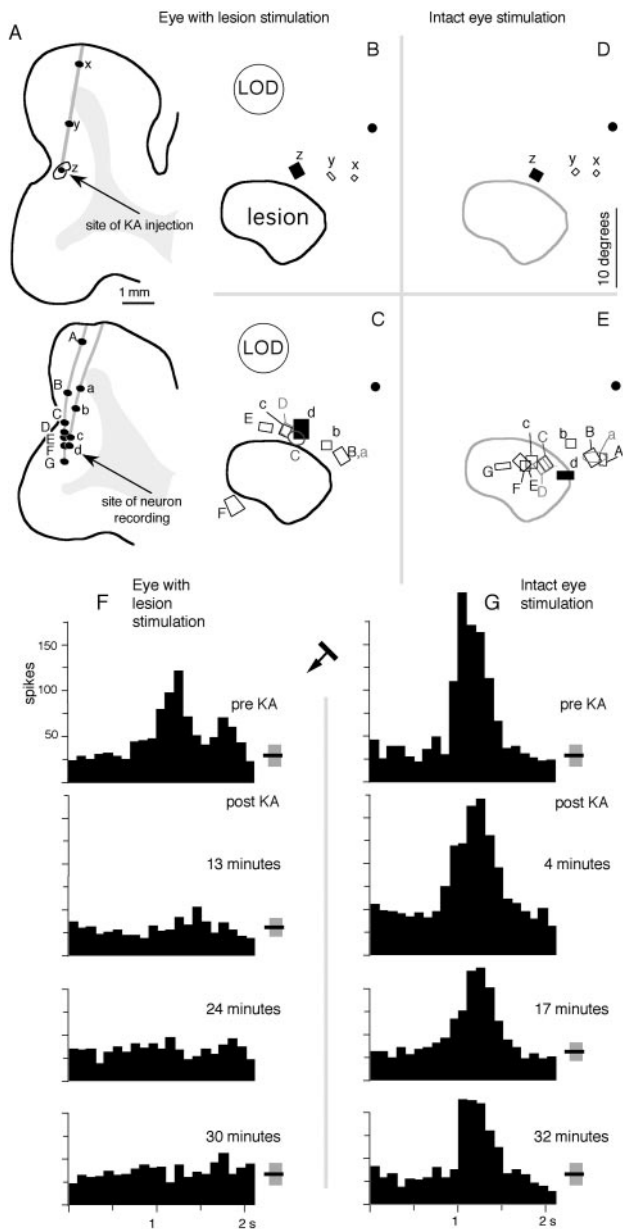 Eye with lesion stimulation
Intact eye stimulation
A
B
D
LOD
x
y
z
site of KA injection
1 mm
z
y
x
lesion
z
y
x
10 degrees
C
E
LOD
A
B
a
b
C
D
E
F
G
c
d
site of neuron
recording
E
c
D
d
C
b
B,a
F
G
F
c
E
C
D
b
d
B
a
A
F
Eye with
lesion
stimulation
G
Intact eye
stimulation
spikes
150
100
50
pre KA
pre KA
post KA
13 minutes
post KA
4 minutes
24 minutes
17 minutes
30 minutes
32 minutes
1
2 s
1
2 s